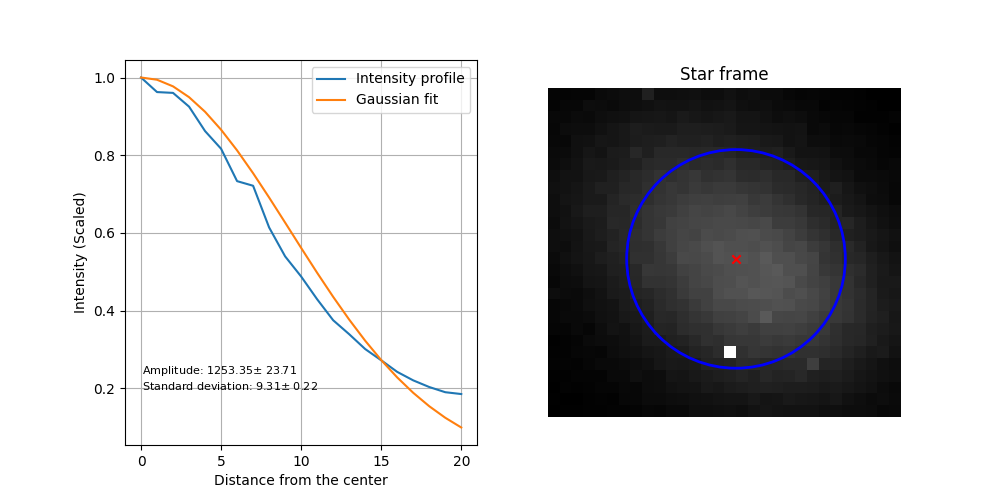 Star frame
Intensity profile
Gaussian fit
1.0
0.8
0.6
0.4
0.2
Intensity (Scaled)
Amplitude: 1253.35± 23.71
Standard deviation: 9.31± 0.22
0 5 10 15 20
Distance from the center